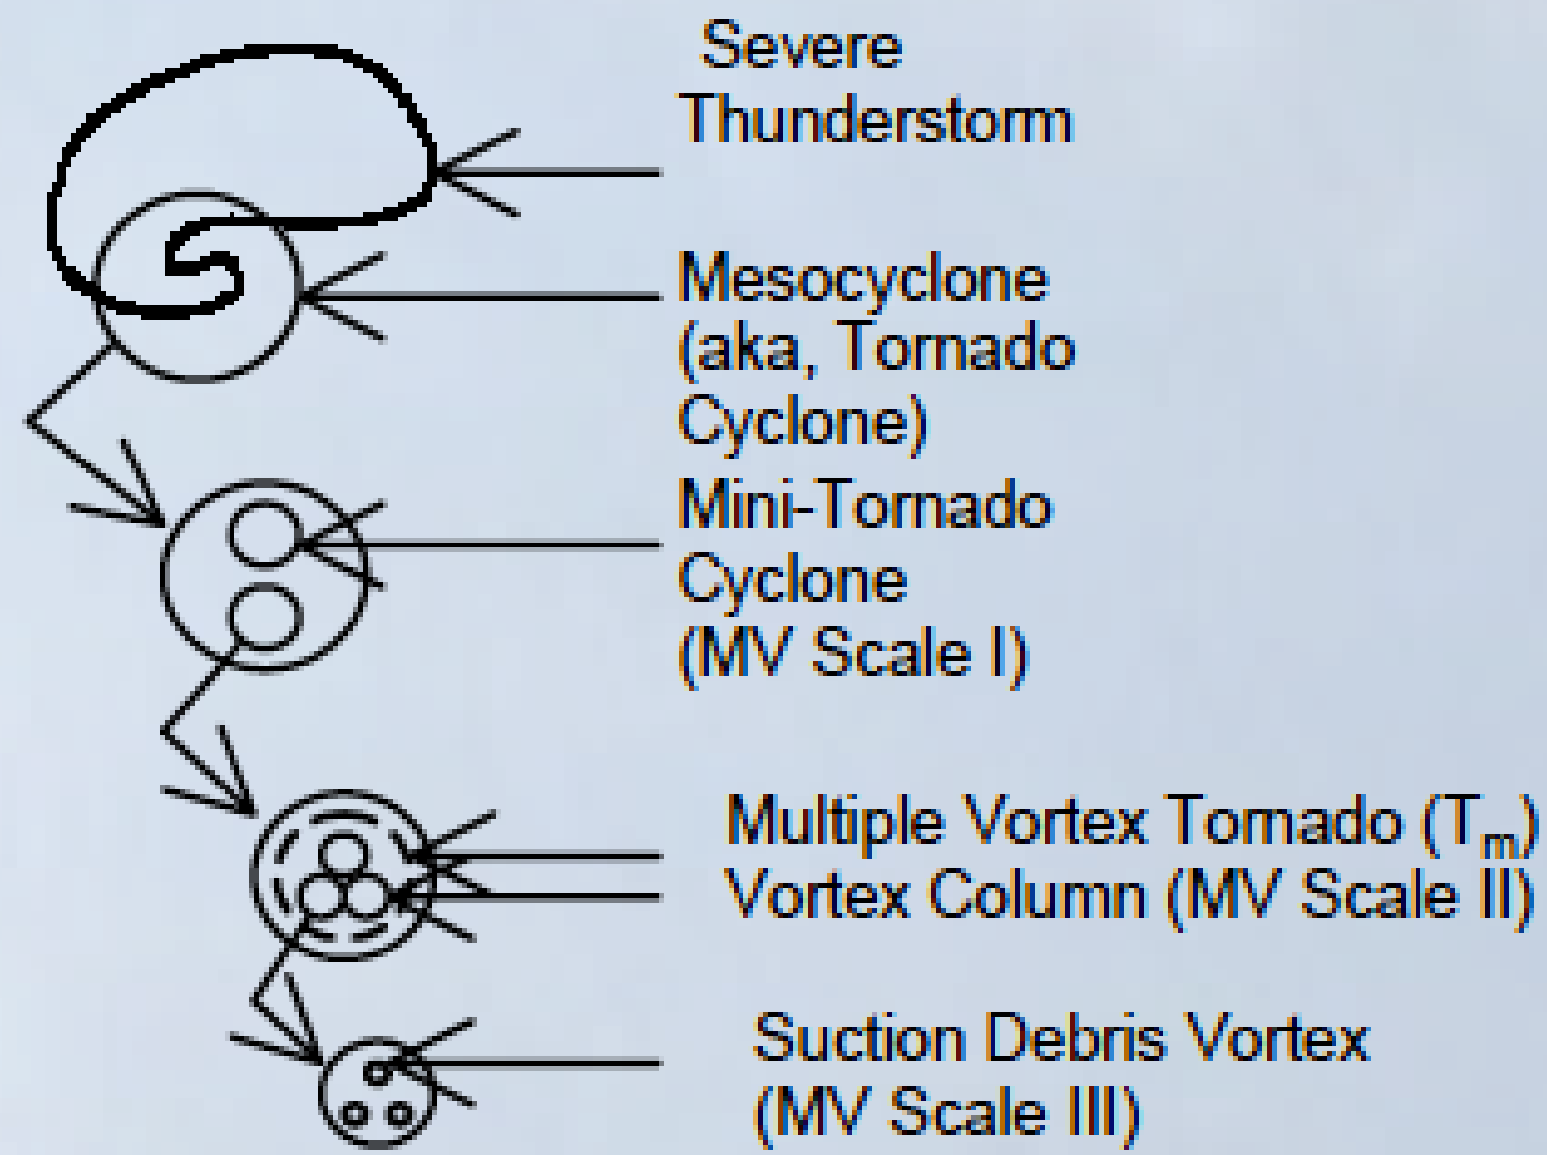 Severe
Thunderstorm
Mesocyclone
(aka, Tornado
Cyclone)
Mini-Tornado
Cyclone
(MV Scale I)
Multiple Vortex Tornado (Tm)
Vortex Column (MV Scale II)
Suction Debris Vortex
(MV Scale III)